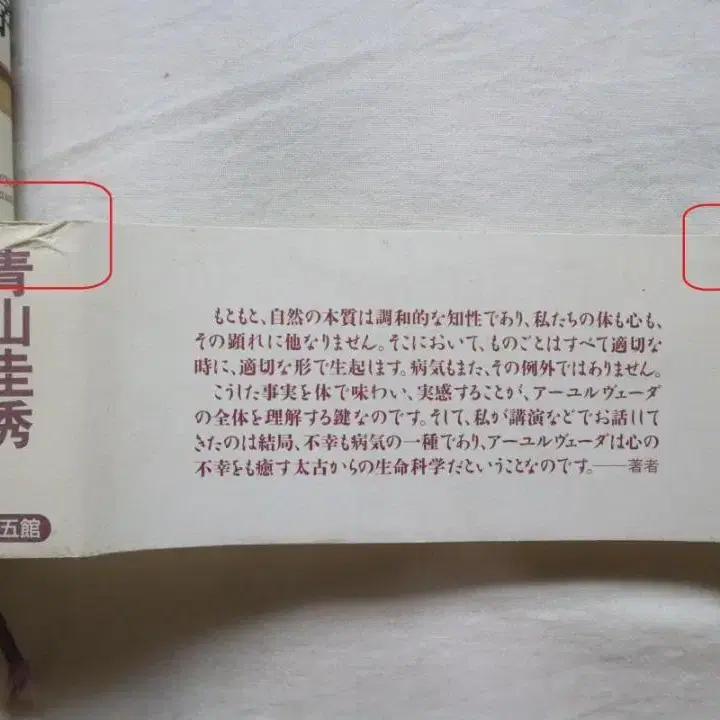 青山圭秀
五館
もともと、自然の本質は調和的な知性であり、私たちの体も心も、
その顕れに他なりません。そこにおいて、ものごとはすべて適切な
時に、適切な形で生起します。病気もまた、その例外ではありません。
こうした事実を体で味わい、実感することが、アーユルヴェーダ
の全体を理解する鍵なのです。そして、私が講演などでお話しして
きたのは結局、不幸も病気の一種であり、アーユルヴェーダは心の
不幸をも癒す太古からの生命科学だということなのです。——著者